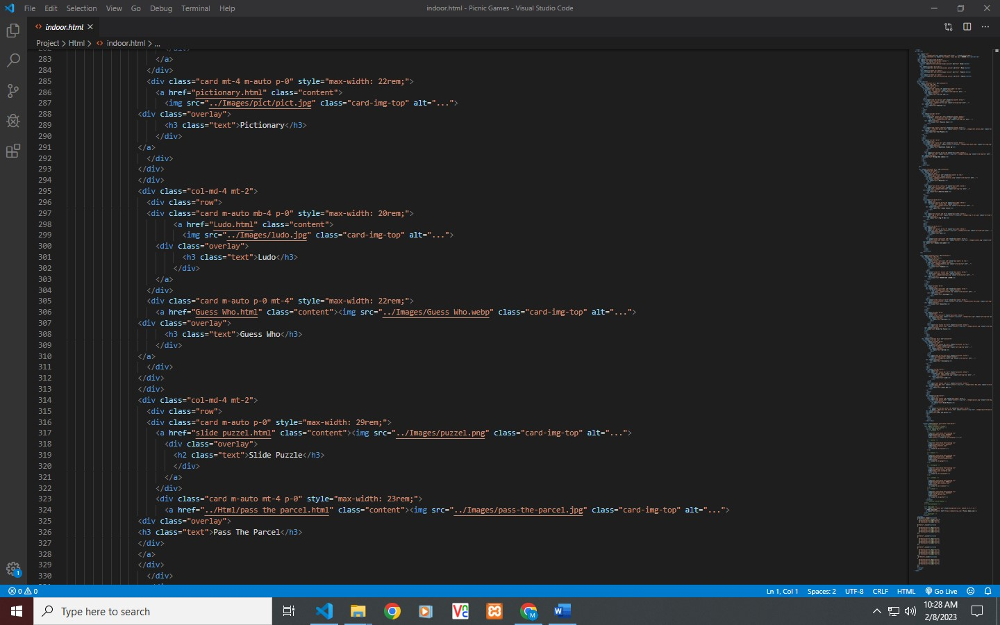 File Edit Selection View Go Debug Terminal Help
indoor.html - Picnic Games - Visual Studio Code
indoor.html
Project > Html > indoor.html > ...
283 </a>
284 </div>
285 <div class="card mt-4 m-auto p-0" style="max-width: 22rem;">
286 <a href="pictionary.html" class="content">
287 <img src="../Images/pict/pict.jpg" class="card-img-top" alt="...">
288 <div class="overlay">
289 <h3 class="text">Pictionary</h3>
290 </div>
291 </a>
292 </div>
293 </div>
294 </div>
295 <div class="col-md-4 mt-2">
296 <div class="row">
297 <div class="card m-auto mb-4 p-0" style="max-width: 20rem;">
298 <a href="Ludo.html" class="content">
299 <img src="../Images/ludo.jpg" class="card-img-top" alt="...">
300 <div class="overlay">
301 <h3 class="text">Ludo</h3>
302 </div>
303 </a>
304 </div>
305 <div class="card m-auto p-0 mt-4" style="max-width: 22rem;">
306 <a href="Guess Who.html" class="content"><img src="../Images/Guess Who.webp" class="card-img-top" alt="...">
307 <div class="overlay">
308 <h3 class="text">Guess Who</h3>
309 </div>
310 </a>
311 </div>
312 </div>
313 </div>
314 <div class="col-md-4 mt-2">
315 <div class="row">
316 <div class="card m-auto p-0" style="max-width: 29rem;">
317 <a href="slide puzzel.html" class="content"><img src="../Images/puzzel.png" class="card-img-top" alt="...">
318 <div class="overlay">
319 <h2 class="text">Slide Puzzle</h3>
320 </div>
321 </a>
322 </div>
323 <div class="card m-auto mt-4 p-0" style="max-width: 23rem;">
324 <a href="../Html/pass the parcel.html" class="content"><img src="../Images/pass-the-parcel.jpg" class="card-img-top" alt="...">
325 <div class="overlay">
326 <h3 class="text">Pass The Parcel</h3>
327 </div>
328 </a>
329 </div>
330 </div>
1
0 0 Ln 1, Col 1 Spaces: 2 UTF-8 CRLF HTML Go Live
Type here to search
10:28 AM
2/8/2023